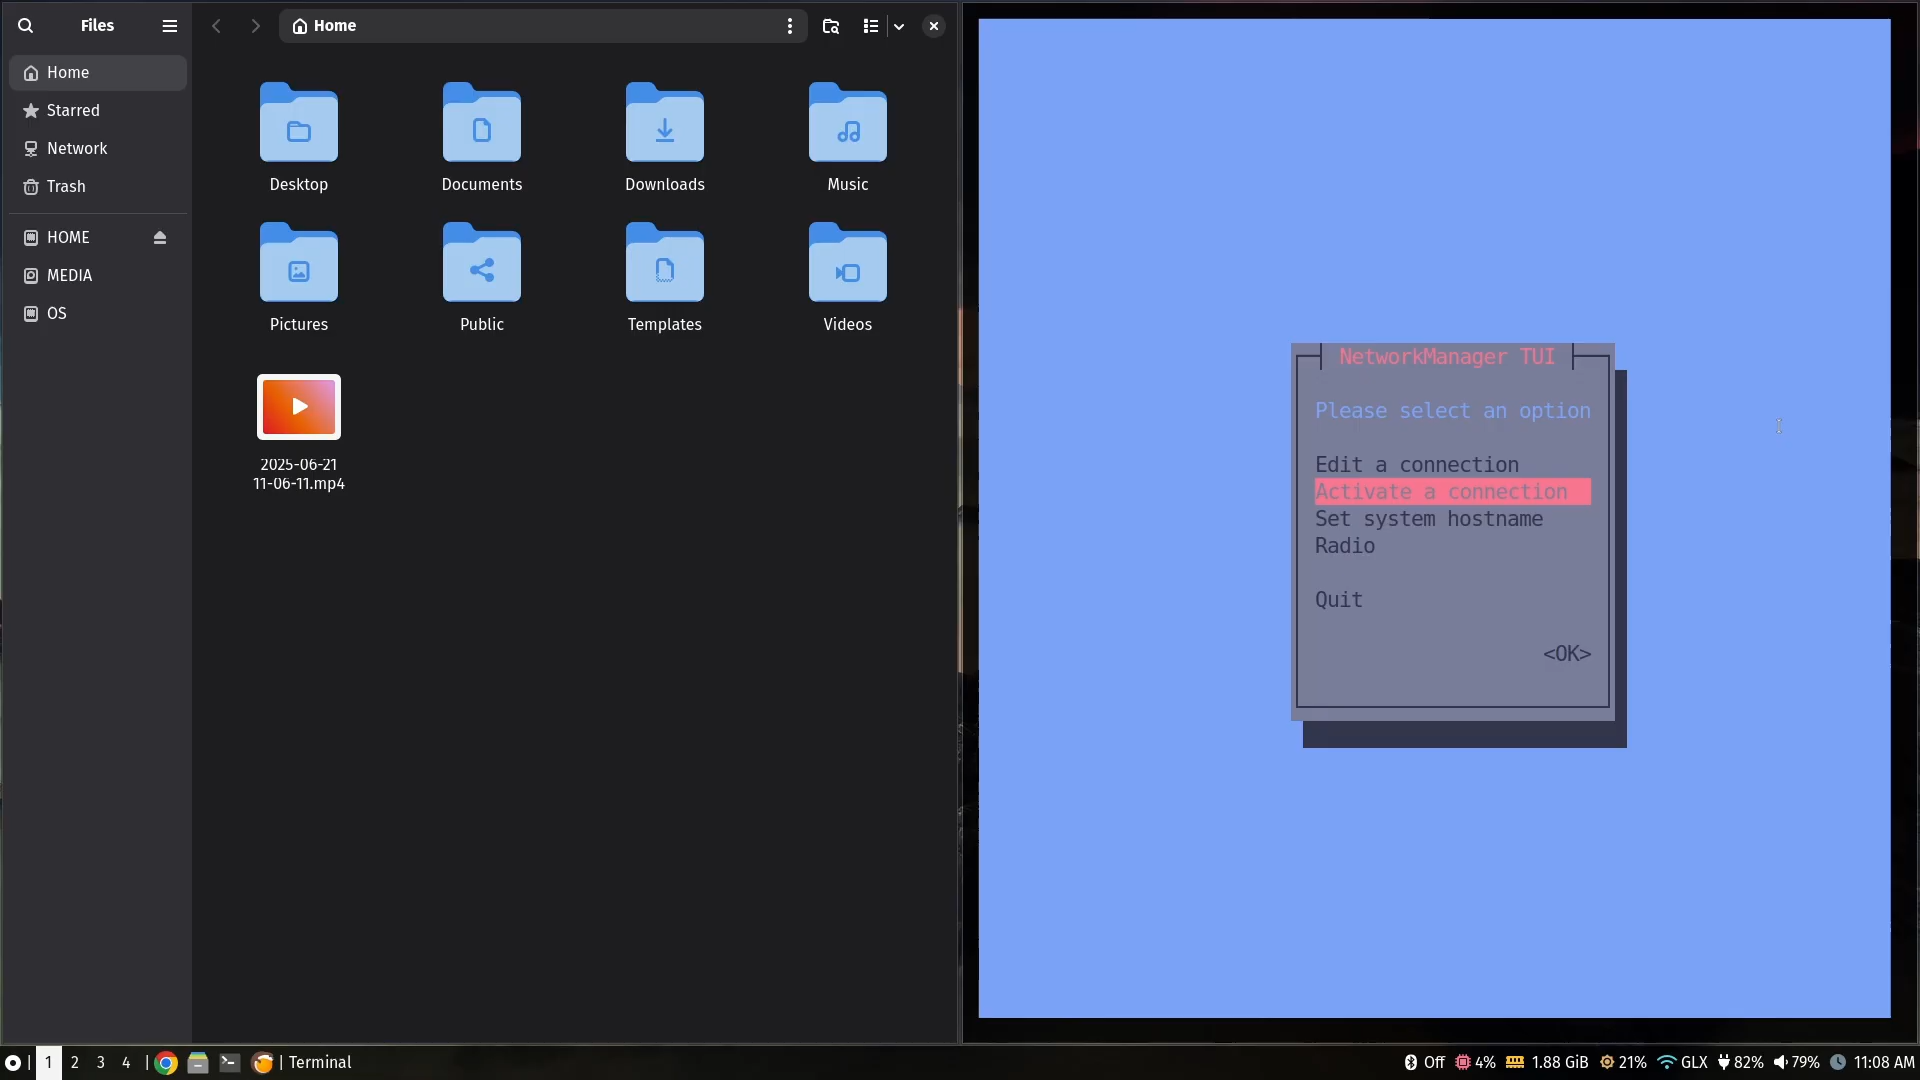 Files
Home
Home
Starred
Network
Trash
HOME
MEDIA
OS
Desktop
Documents
Downloads
Music
Pictures
Public
Templates
Videos
2025-06-21
11-06-11.mp4
NetworkManager TUI
Please select an option
Edit a connection
Activate a connection
Set system hostname
Radio
Quit
<OK>
| 1 2 3 4 | | Terminal
Off 4% 1.88 GiB 21% GLX 82% 79% 11:08 AM